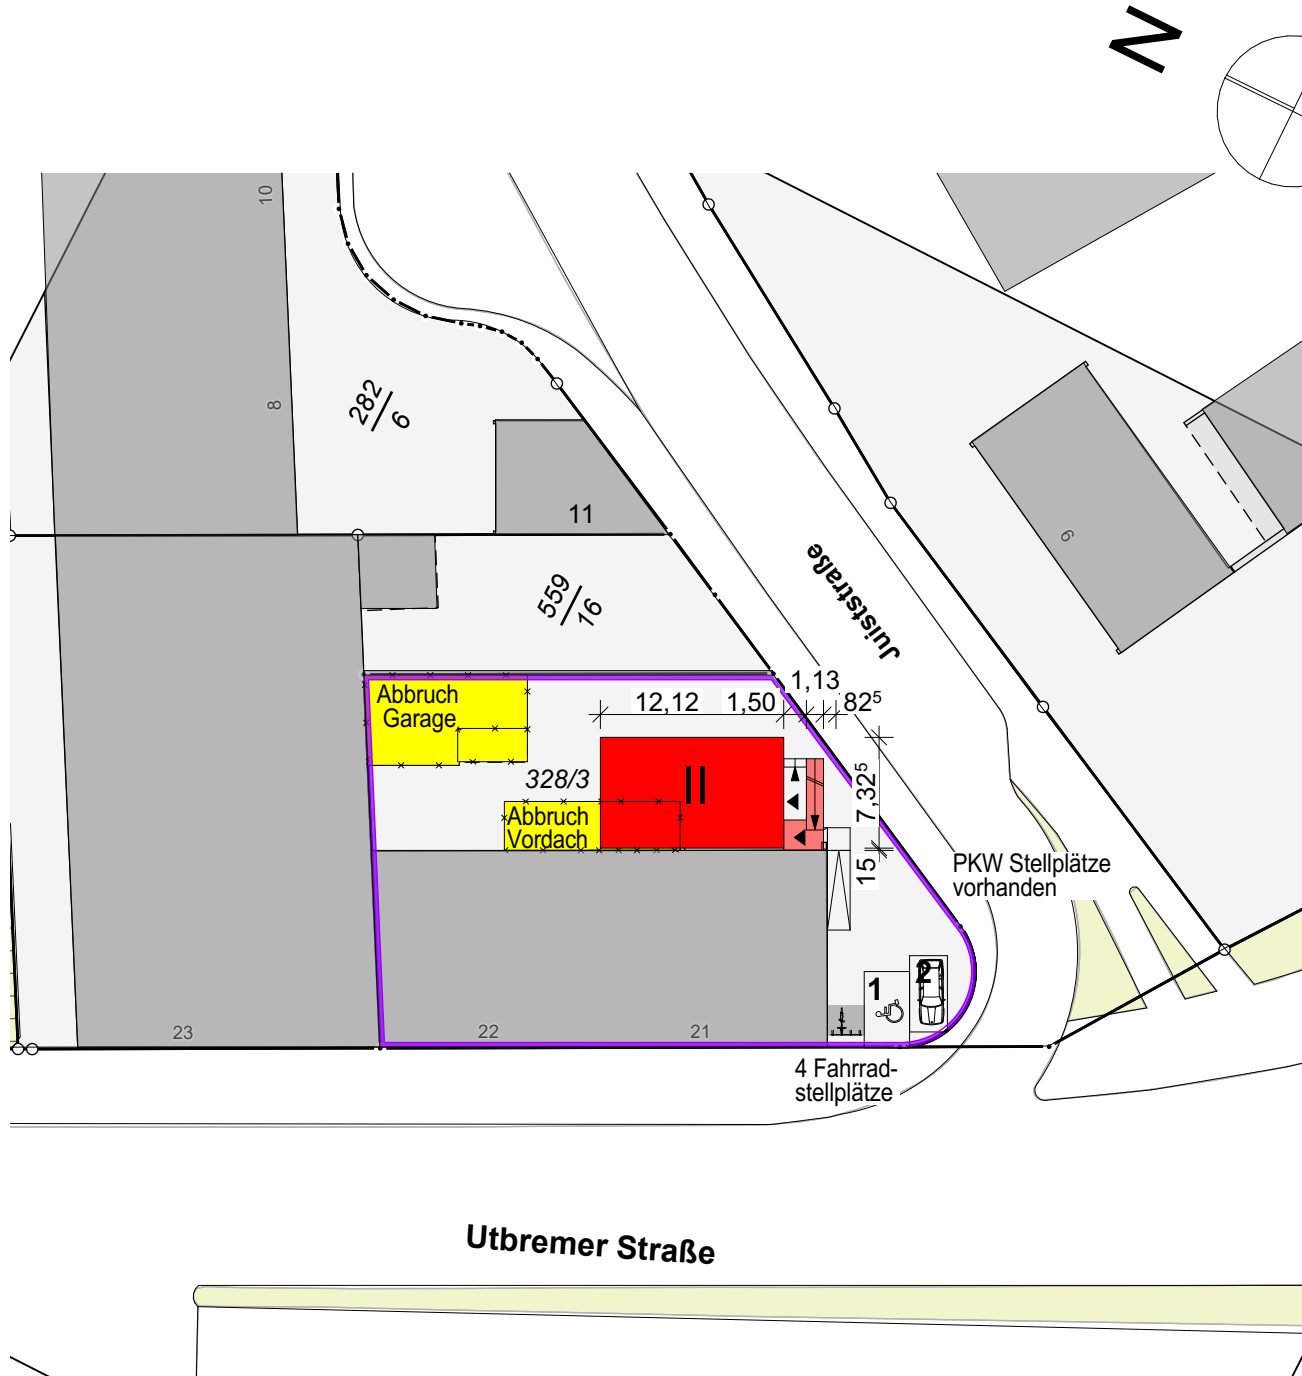 N
10
8
282
6
11
559
16
9
Juiststraße
Abbruch
Garage
12,12
1,50
1,13
82⁵
7,32⁵
15
328/3
II
Abbruch
Vordach
PKW Stellplätze
vorhanden
1
2
23
22
21
4 Fahrrad-
stellplätze
Utbremer Straße